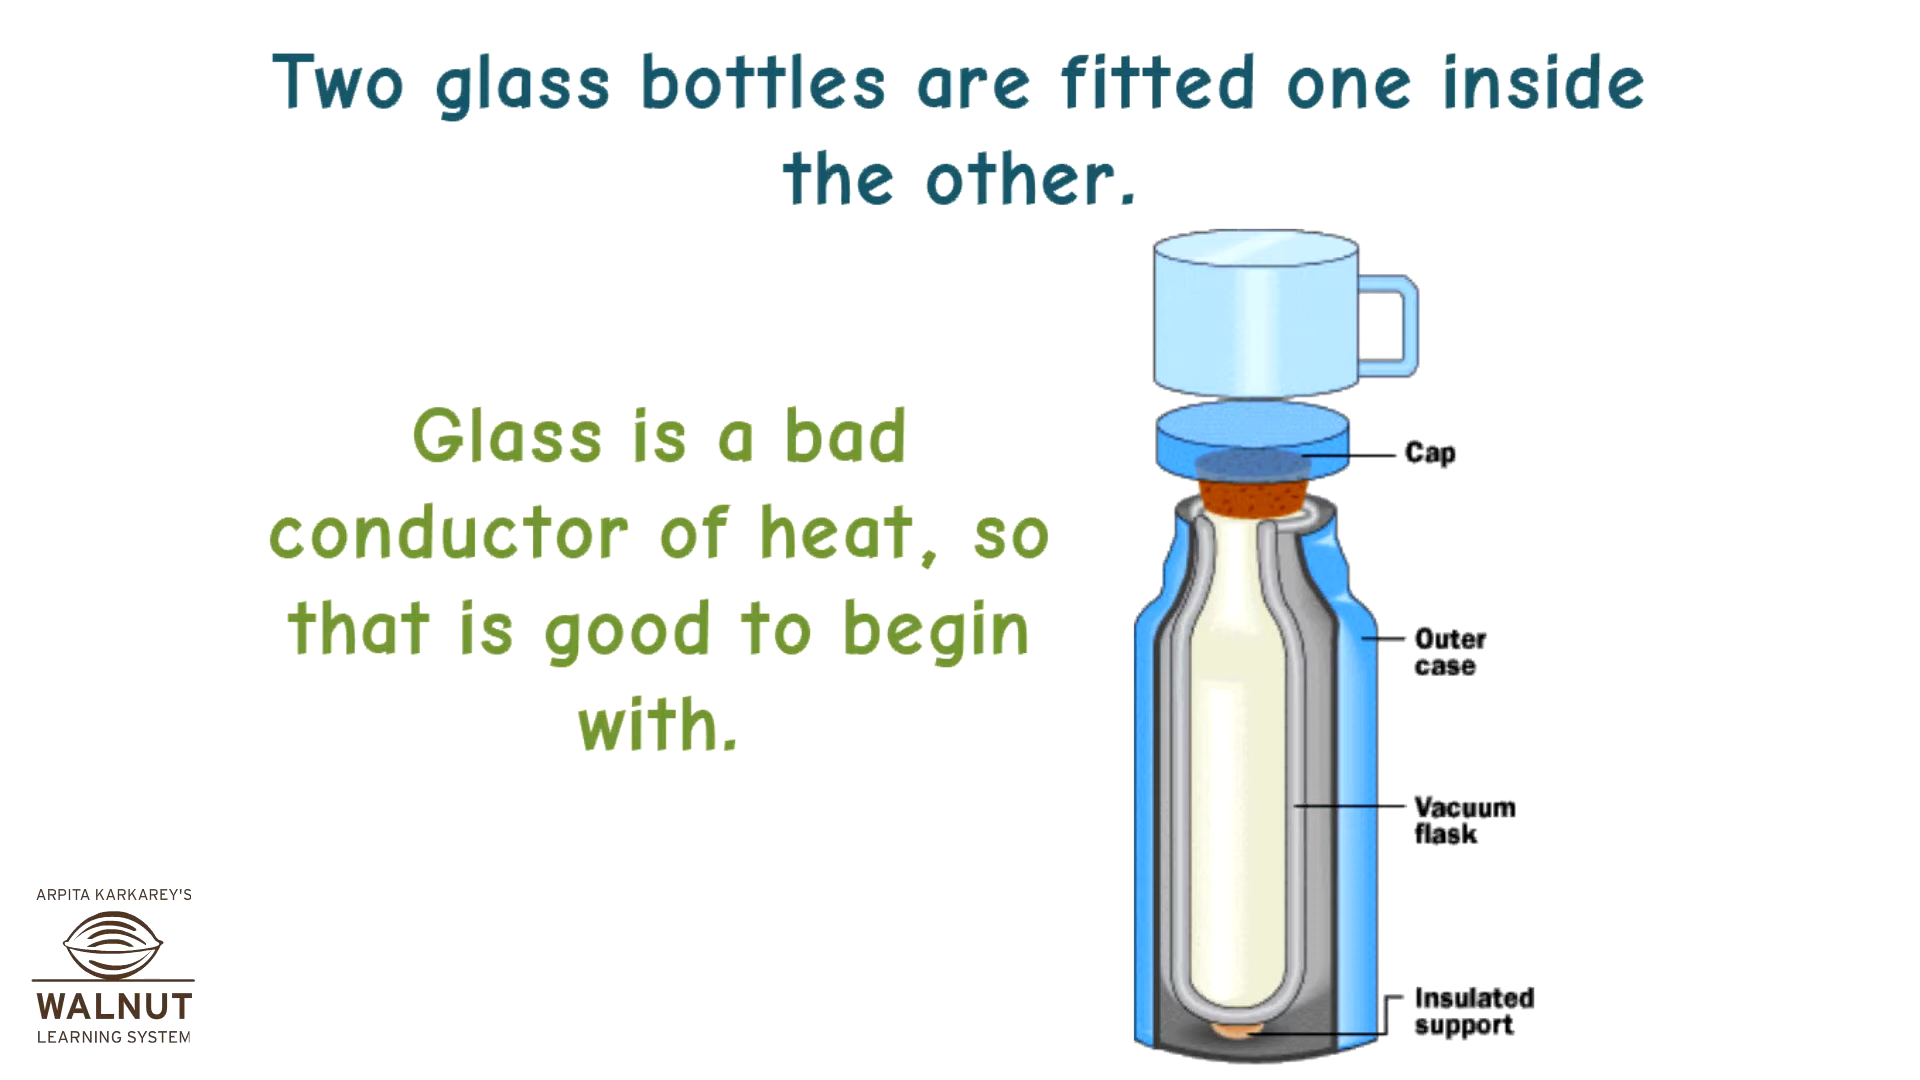 Two glass bottles are fitted one inside
the other.
Glass is a bad
conductor of heat, so
that is good to begin
with.
Cap
Outer
case
Vacuum
flask
Insulated
support
ARPITA KARKAREY'S
WALNUT
LEARNING SYSTEM